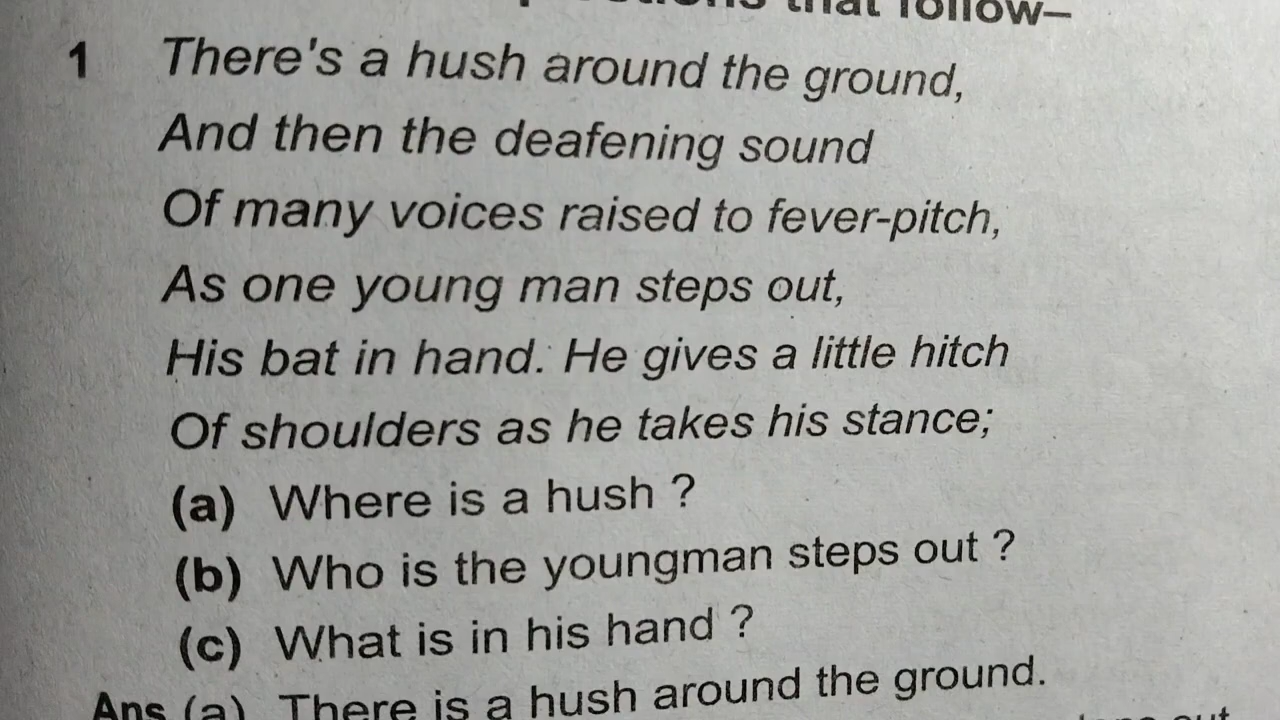 that follow–
1 There's a hush around the ground,
And then the deafening sound
Of many voices raised to fever-pitch,
As one young man steps out,
His bat in hand. He gives a little hitch
Of shoulders as he takes his stance;
(a) Where is a hush ?
(b) Who is the youngman steps out ?
(c) What is in his hand ?
Ans (a) There is a hush around the ground.
out